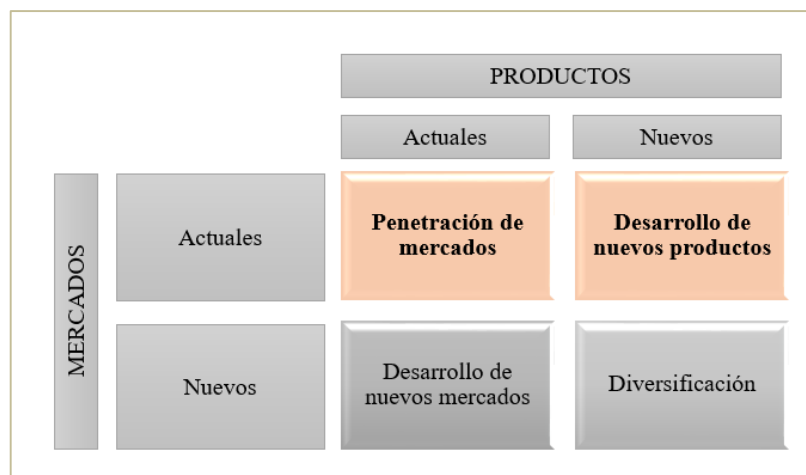 PRODUCTOS
Actuales
Nuevos
MERCADOS
Actuales
Penetración de
mercados
Desarrollo de
nuevos productos
Nuevos
Desarrollo de
nuevos mercados
Diversificación